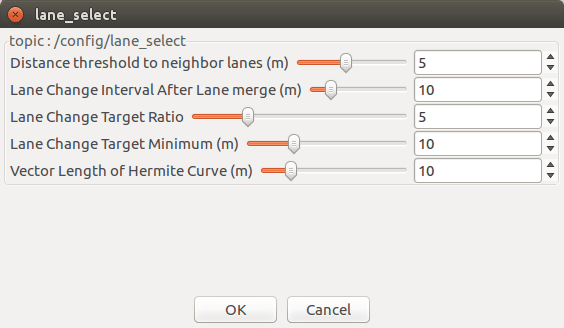 lane_select
topic : /config/lane_select
Distance threshold to neighbor lanes (m) 5
Lane Change Interval After Lane merge (m) 10
Lane Change Target Ratio 5
Lane Change Target Minimum (m) 10
Vector Length of Hermite Curve (m) 10
OK Cancel